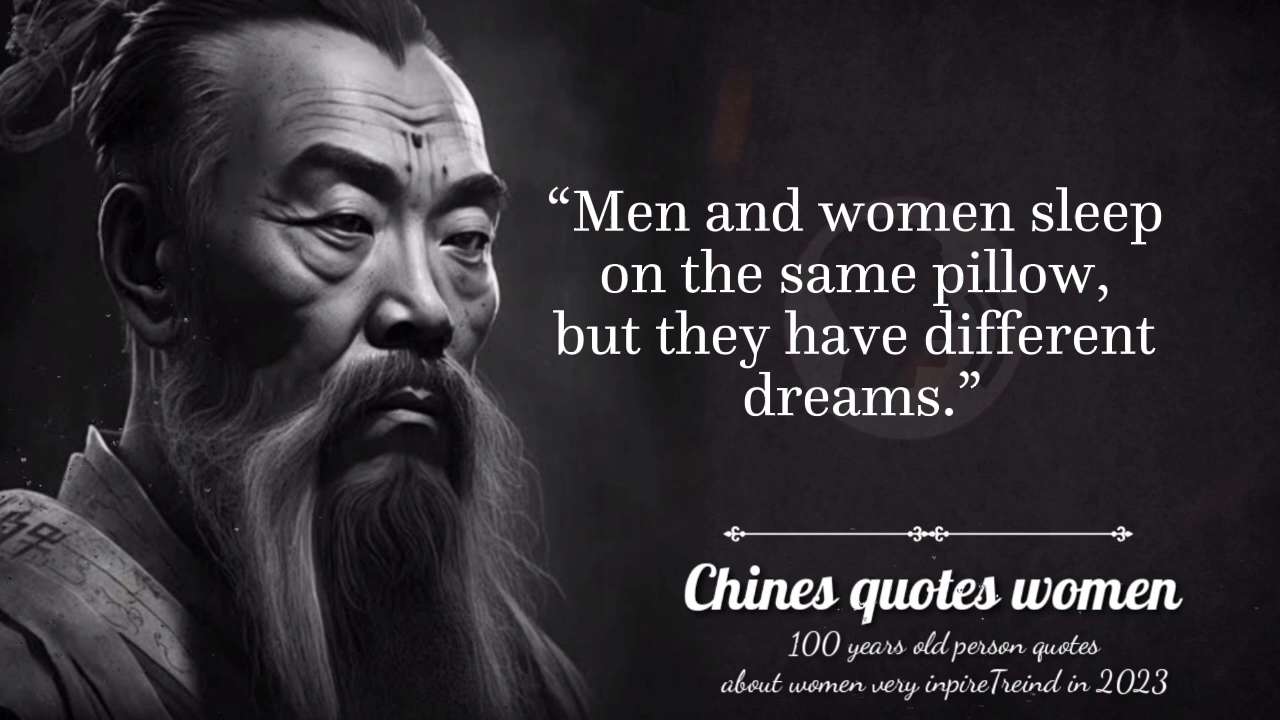 “Men and women sleep
on the same pillow,
but they have different
dreams.”
Chines quotes women
100 years old person quotes
about women very inpireTreind in 2023